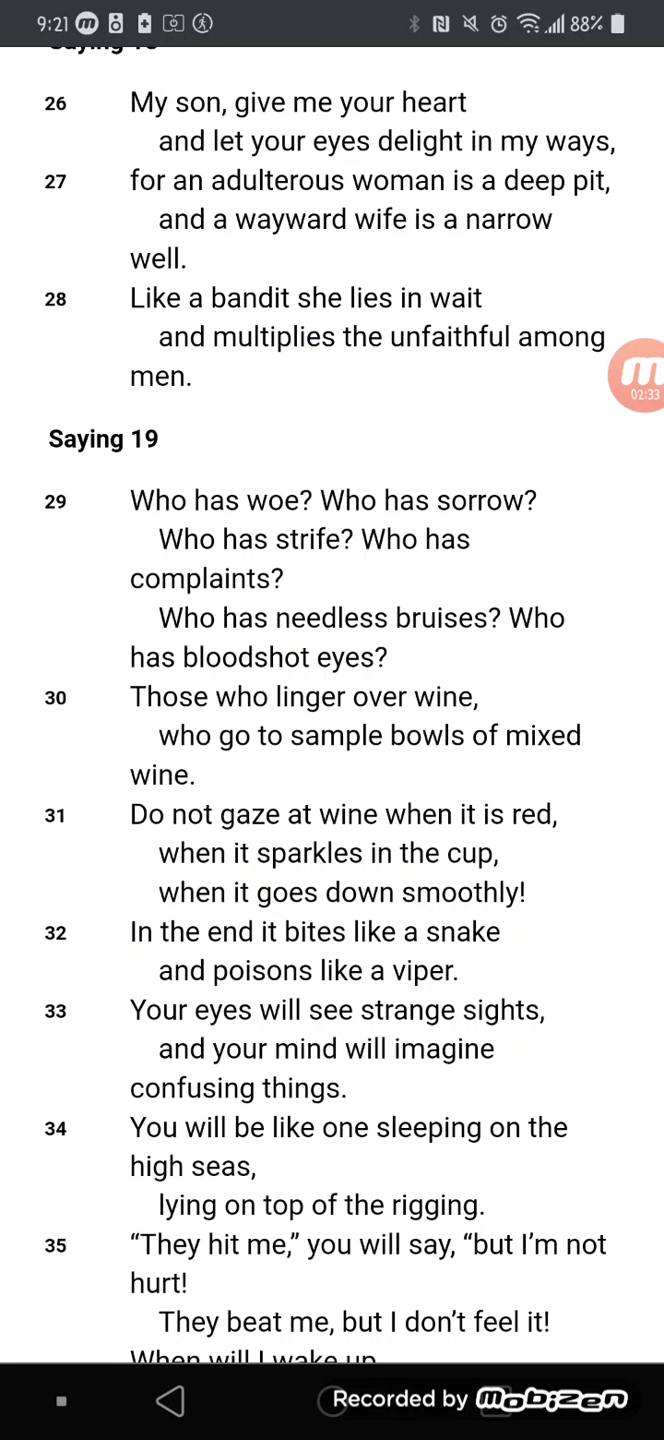 9:21 88%
Saying 18
26 My son, give me your heart
and let your eyes delight in my ways,
27 for an adulterous woman is a deep pit,
and a wayward wife is a narrow
well.
28 Like a bandit she lies in wait
and multiplies the unfaithful among
men.
02:33
Saying 19
29 Who has woe? Who has sorrow?
Who has strife? Who has
complaints?
Who has needless bruises? Who
has bloodshot eyes?
30 Those who linger over wine,
who go to sample bowls of mixed
wine.
31 Do not gaze at wine when it is red,
when it sparkles in the cup,
when it goes down smoothly!
32 In the end it bites like a snake
and poisons like a viper.
33 Your eyes will see strange sights,
and your mind will imagine
confusing things.
34 You will be like one sleeping on the
high seas,
lying on top of the rigging.
35 “They hit me,” you will say, “but I’m not
hurt!
They beat me, but I don’t feel it!
When will I wake up
Recorded by Mobizen